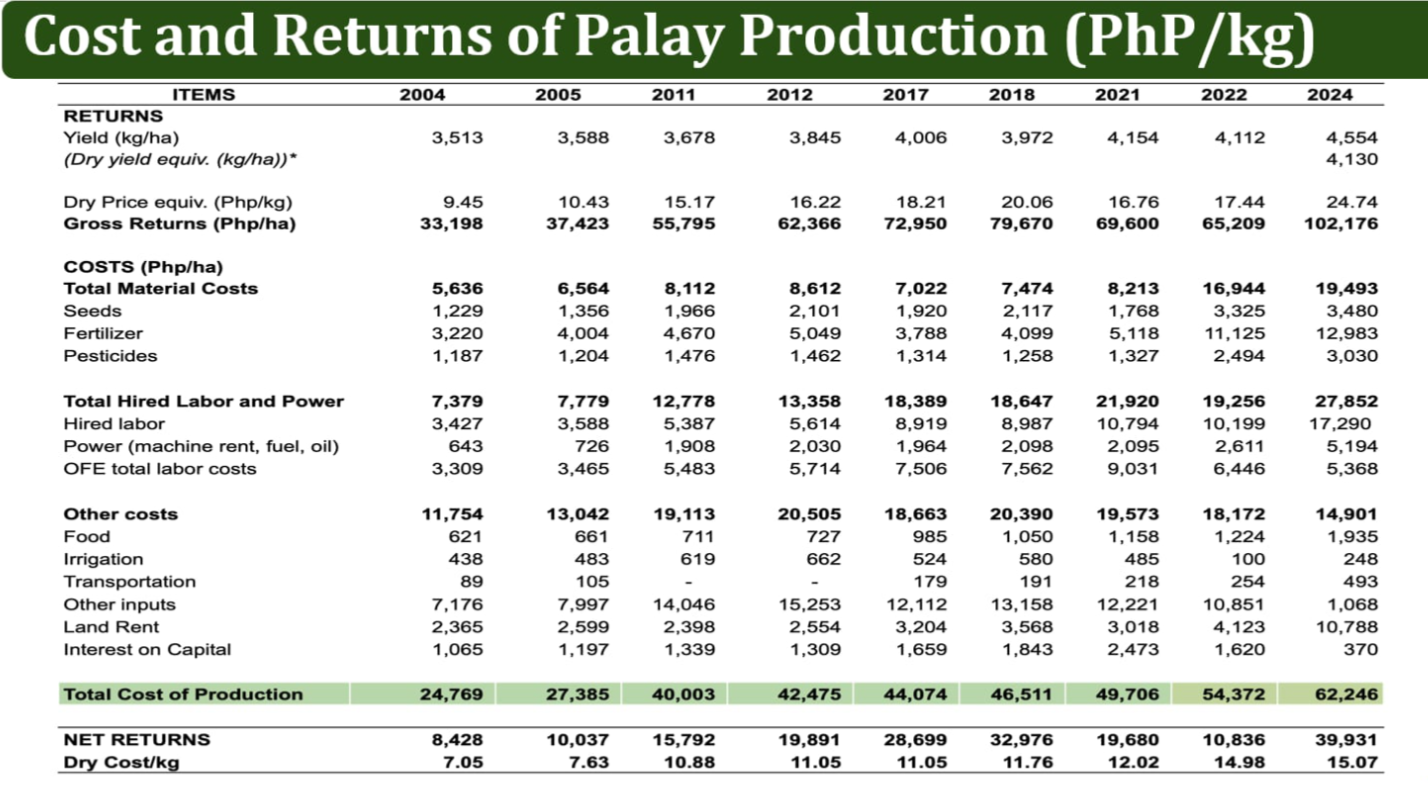 Cost and Returns of Palay Production (PhP/kg)
ITEMS 2004 2005 2011 2012 2017 2018 2021 2022 2024
RETURNS
Yield (kg/ha) 3,513 3,588 3,678 3,845 4,006 3,972 4,154 4,112 4,554
(Dry yield equiv. (kg/ha))* 4,130
Dry Price equiv. (Php/kg) 9.45 10.43 15.17 16.22 18.21 20.06 16.76 17.44 24.74
Gross Returns (Php/ha) 33,198 37,423 55,795 62,366 72,950 79,670 69,600 65,209 102,176
COSTS (Php/ha)
Total Material Costs 5,636 6,564 8,112 8,612 7,022 7,474 8,213 16,944 19,493
Seeds 1,229 1,356 1,966 2,101 1,920 2,117 1,768 3,325 3,480
Fertilizer 3,220 4,004 4,670 5,049 3,788 4,099 5,118 11,125 12,983
Pesticides 1,187 1,204 1,476 1,462 1,314 1,258 1,327 2,494 3,030
Total Hired Labor and Power 7,379 7,779 12,778 13,358 18,389 18,647 21,920 19,256 27,852
Hired labor 3,427 3,588 5,387 5,614 8,919 8,987 10,794 10,199 17,290
Power (machine rent, fuel, oil) 643 726 1,908 2,030 1,964 2,098 2,095 2,611 5,194
OFE total labor costs 3,309 3,465 5,483 5,714 7,506 7,562 9,031 6,446 5,368
Other costs 11,754 13,042 19,113 20,505 18,663 20,390 19,573 18,172 14,901
Food 621 661 711 727 985 1,050 1,158 1,224 1,935
Irrigation 438 483 619 662 524 580 485 100 248
Transportation 89 105 - - 179 191 218 254 493
Other inputs 7,176 7,997 14,046 15,253 12,112 13,158 12,221 10,851 1,068
Land Rent 2,365 2,599 2,398 2,554 3,204 3,568 3,018 4,123 10,788
Interest on Capital 1,065 1,197 1,339 1,309 1,659 1,843 2,473 1,620 370
Total Cost of Production 24,769 27,385 40,003 42,475 44,074 46,511 49,706 54,372 62,246
NET RETURNS 8,428 10,037 15,792 19,891 28,699 32,976 19,680 10,836 39,931
Dry Cost/kg 7.05 7.63 10.88 11.05 11.05 11.76 12.02 14.98 15.07